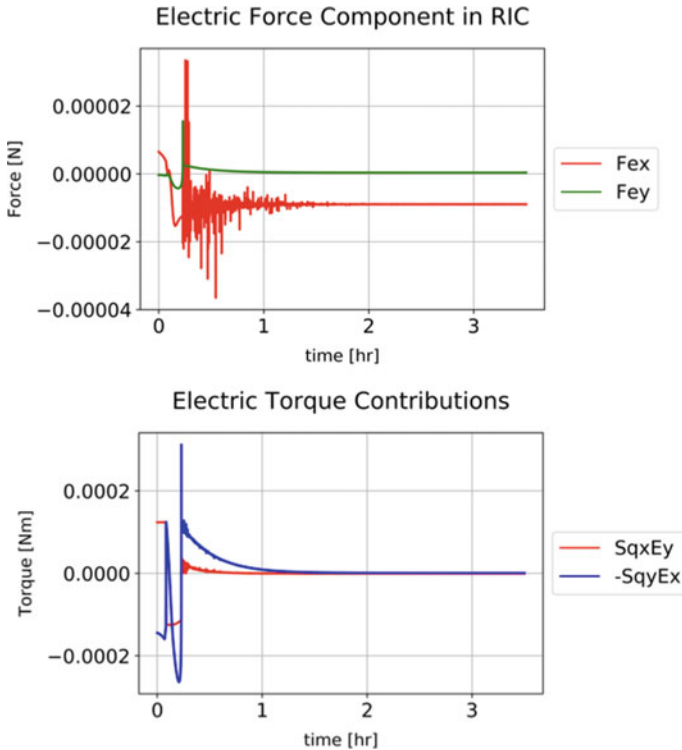 Electric Force Component in RIC
Force [N]
0.00002
0.00000
−0.00002
−0.00004
0 1 2 3
time [hr]
Fex
Fey
Electric Torque Contributions
Torque [Nm]
0.0002
0.0000
−0.0002
0 1 2 3
time [hr]
SqxEy
-SqyEx